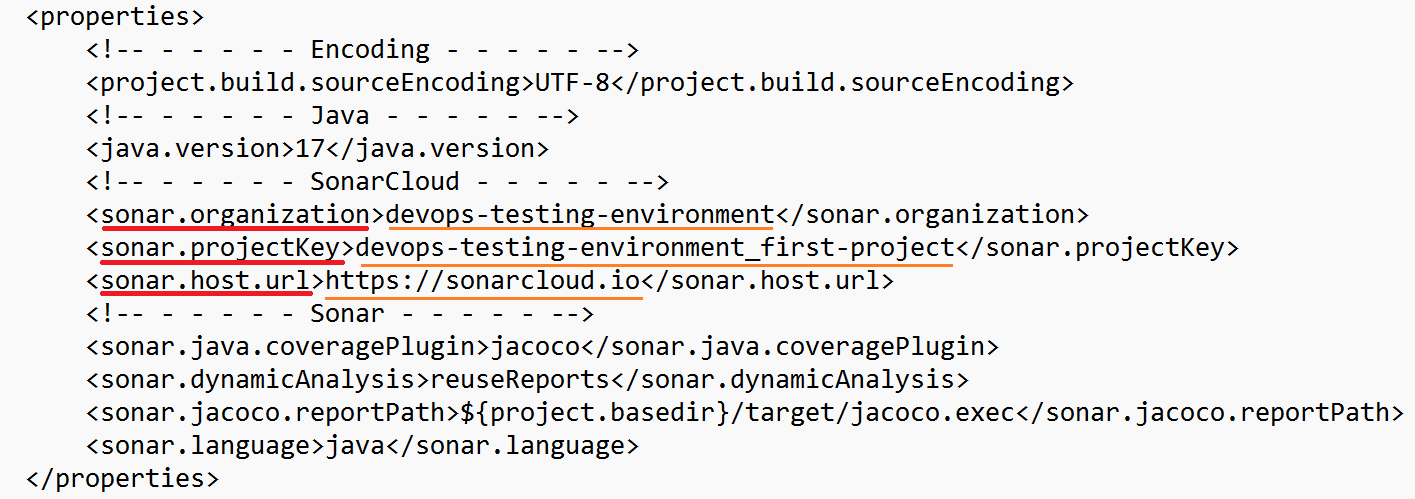 <properties>
<!-- - - - - - Encoding - - - - - -->
<project.build.sourceEncoding>UTF-8</project.build.sourceEncoding>
<!-- - - - - - Java - - - - - -->
<java.version>17</java.version>
<!-- - - - - - SonarCloud - - - - - -->
<sonar.organization>devops-testing-environment</sonar.organization>
<sonar.projectKey>devops-testing-environment_first-project</sonar.projectKey>
<sonar.host.url>https://sonarcloud.io</sonar.host.url>
<!-- - - - - - Sonar - - - - - -->
<sonar.java.coveragePlugin>jacoco</sonar.java.coveragePlugin>
<sonar.dynamicAnalysis>reuseReports</sonar.dynamicAnalysis>
<sonar.jacoco.reportPath>${project.basedir}/target/jacoco.exec</sonar.jacoco.reportPath>
<sonar.language>java</sonar.language>
</properties>